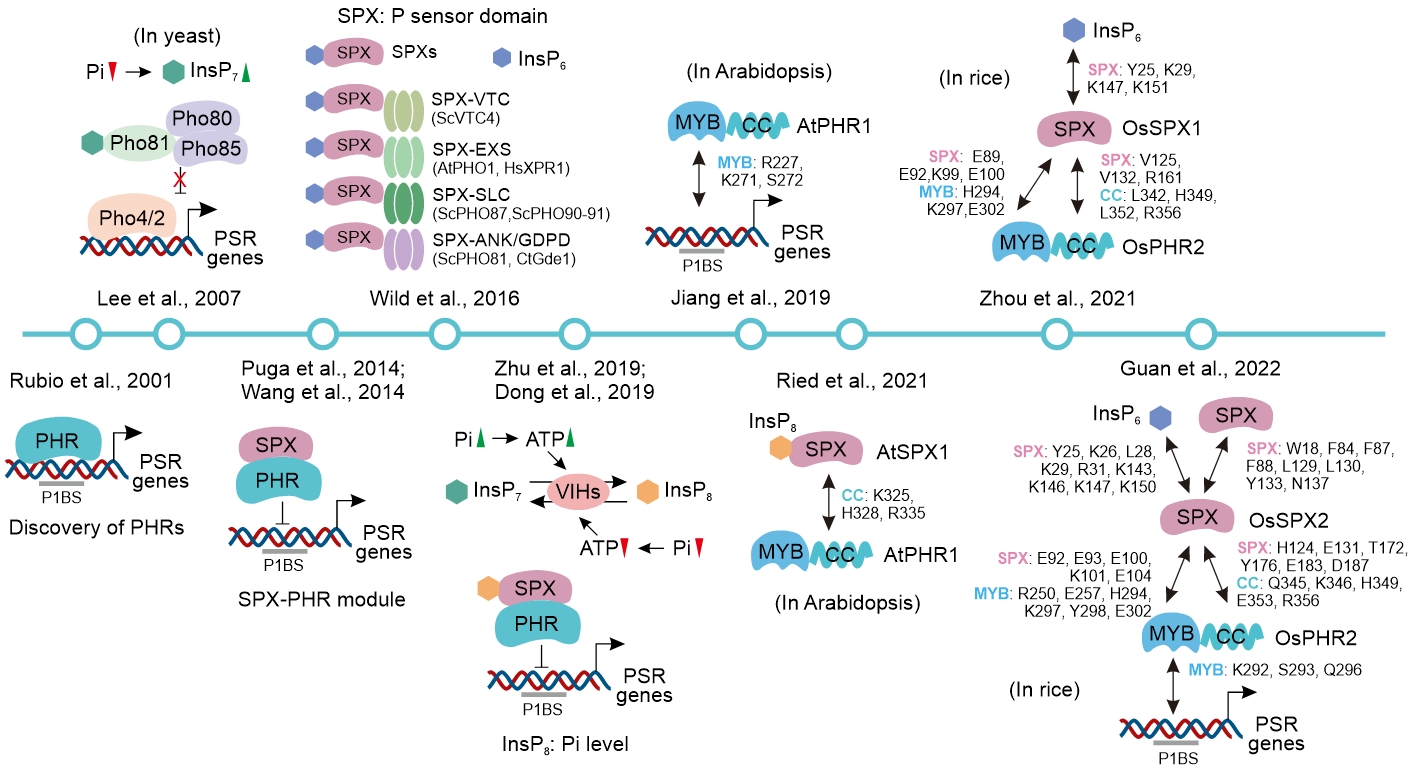 (In yeast)
Pi
InsP7
Pho80
Pho81
Pho85
X
Pho4/2
PSR
genes
Lee et al., 2007
SPX: P sensor domain
SPX
SPXs
InsP6
SPX
SPX-VTC
(ScVTC4)
SPX
SPX-EXS
(AtPHO1, HsXPR1)
SPX
SPX-SLC
(ScPHO87,ScPHO90-91)
SPX
SPX-ANK/GDPD
(ScPHO81, CtGde1)
Wild et al., 2016
(In Arabidopsis)
MYB
CC
AtPHR1
MYB: R227,
K271, S272
P1BS
PSR
genes
Jiang et al., 2019
InsP6
(In rice)
SPX: Y25, K29,
K147, K151
SPX
OsSPX1
SPX: E89,
E92,K99, E100
MYB: H294,
K297,E302
SPX: V125,
V132, R161
CC: L342, H349,
L352, R356
MYB
CC
OsPHR2
Zhou et al., 2021
Rubio et al., 2001
PHR
P1BS
PSR
genes
Discovery of PHRs
Puga et al., 2014;
Wang et al., 2014
SPX
PHR
P1BS
PSR
genes
SPX-PHR module
Zhu et al., 2019;
Dong et al., 2019
Pi
ATP
InsP7
VIHs
InsP8
ATP
Pi
SPX
PHR
P1BS
PSR
genes
InsP8: Pi level
Ried et al., 2021
InsP8
SPX
AtSPX1
CC: K325,
H328, R335
MYB
CC
AtPHR1
(In Arabidopsis)
Guan et al., 2022
InsP6
SPX
SPX: Y25, K26, L28,
K29, R31, K143,
K146, K147, K150
SPX: W18, F84, F87,
F88, L129, L130,
Y133, N137
SPX
OsSPX2
SPX: E92, E93, E100,
K101, E104
MYB: R250, E257, H294,
K297, Y298, E302
SPX: H124, E131, T172,
Y176, E183, D187
CC: Q345, K346, H349,
E353, R356
MYB
CC
OsPHR2
MYB: K292, S293, Q296
(In rice)
P1BS
PSR
genes